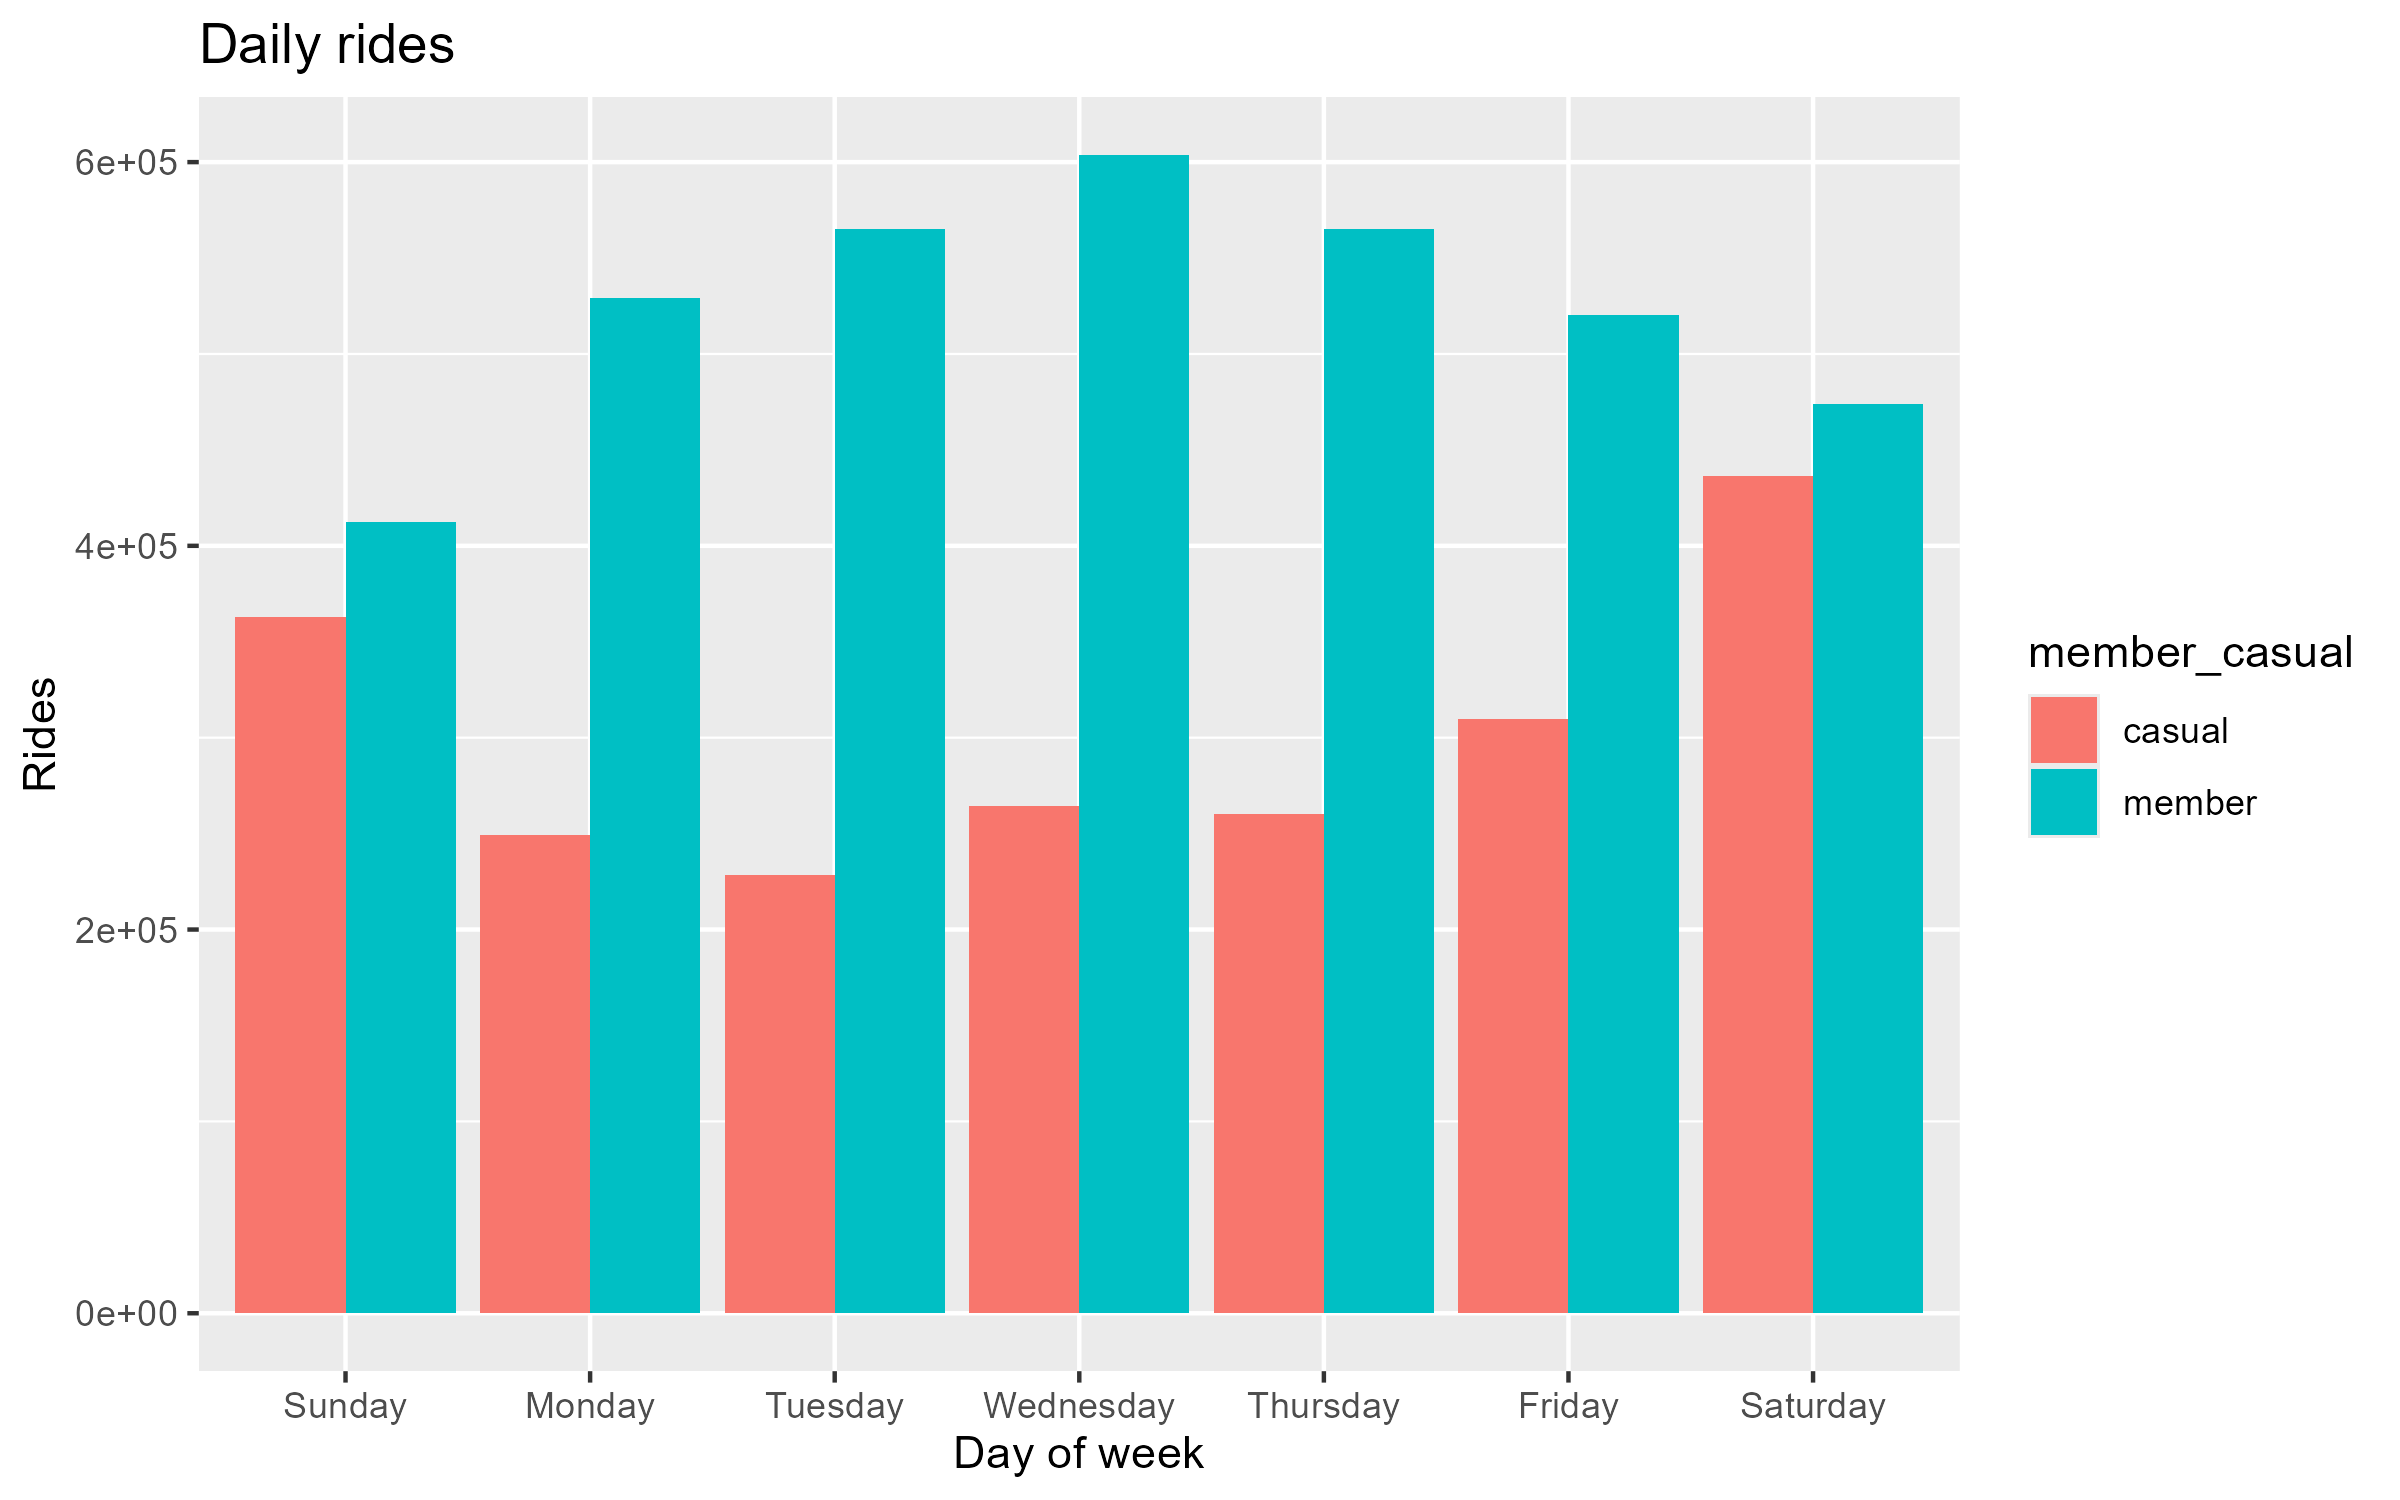 Daily rides
6e+05
4e+05
2e+05
0e+00
Rides
Sunday Monday Tuesday Wednesday Thursday Friday Saturday
Day of week
member_casual
casual
member